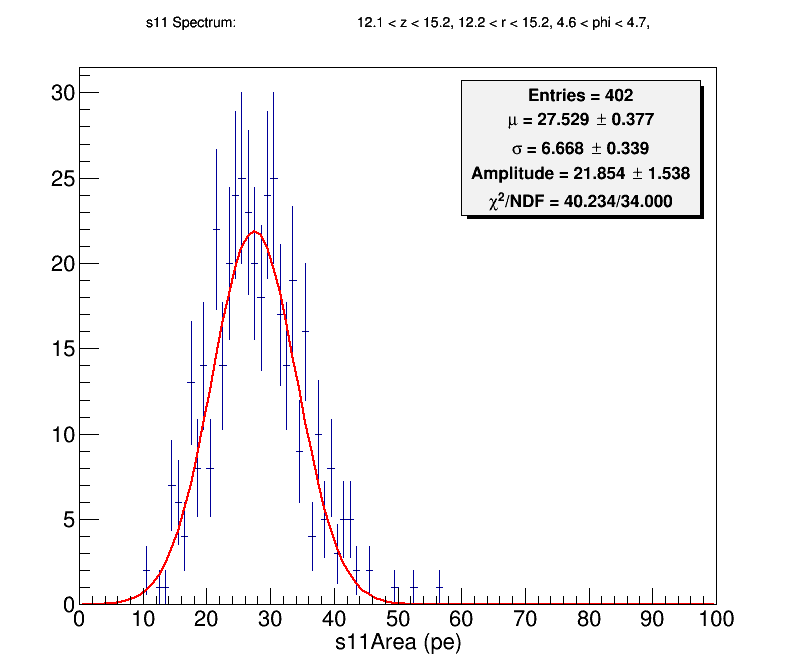 s11 Spectrum: 12.1 < z < 15.2, 12.2 < r < 15.2, 4.6 < phi < 4.7,
Entries = 402
μ = 27.529 ± 0.377
σ = 6.668 ± 0.339
Amplitude = 21.854 ± 1.538
χ²/NDF = 40.234/34.000
30
25
20
15
10
5
0
0 10 20 30 40 50 60 70 80 90 100
s11Area (pe)